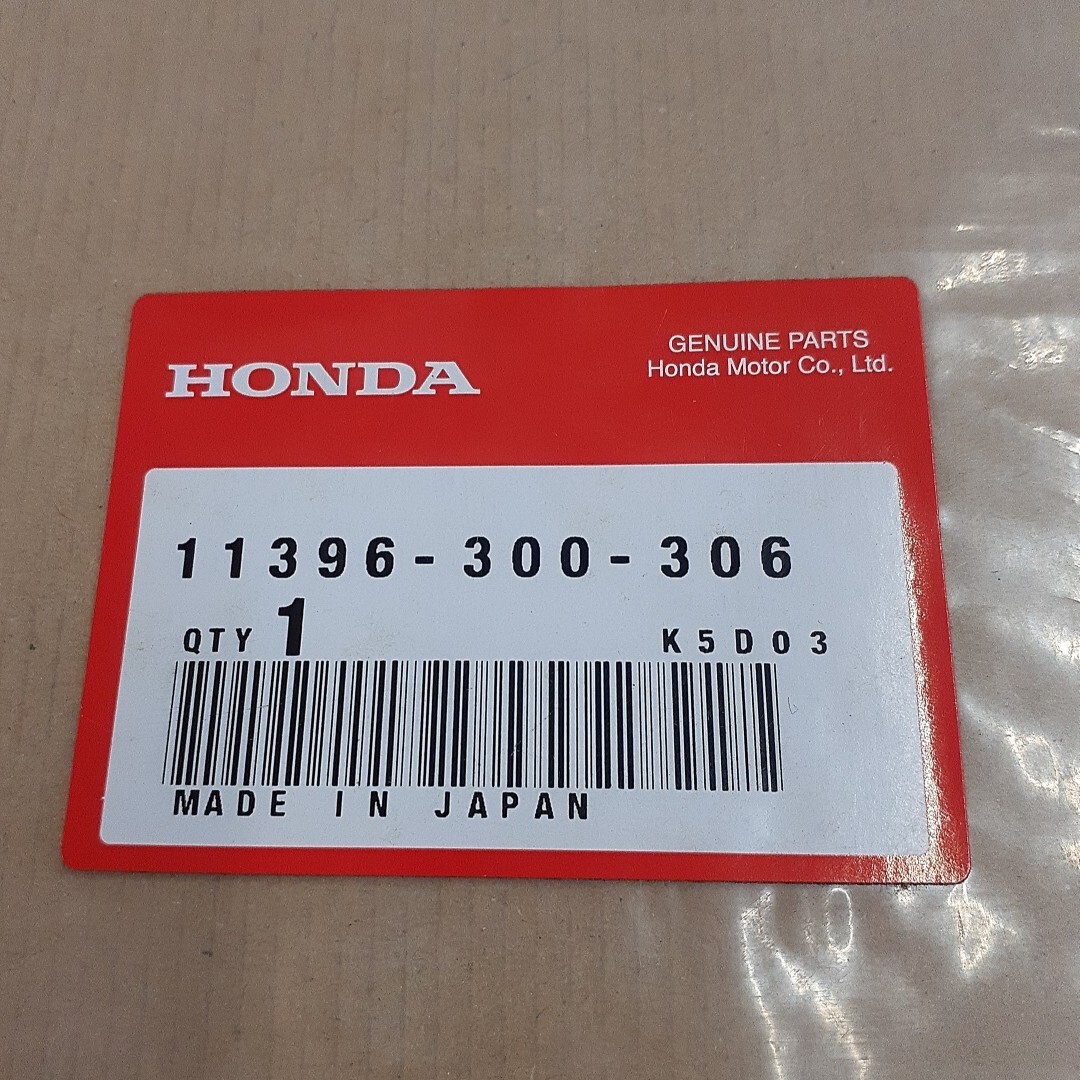 HONDA
GENUINE PARTS
Honda Motor Co., Ltd.
11396-300-306
QTY 1 K5D03
MADE IN JAPAN